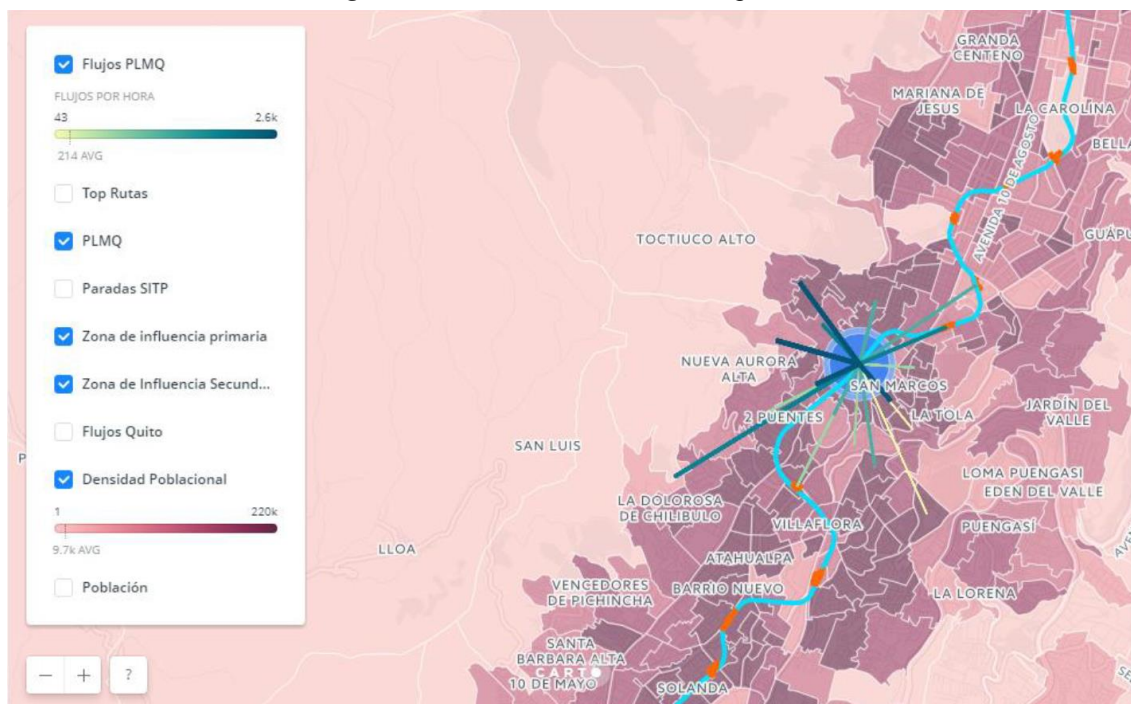 Flujos PLMQ
FLUJOS POR HORA
43 2.6k
214 AVG
Top Rutas
PLMQ
Paradas SITP
Zona de influencia primaria
Zona de Influencia Secund...
Flujos Quito
Densidad Poblacional
1 220k
9.7k AVG
Población
− + ?
GRANDA
CENTENO
MARIANA DE
JESUS
LA CAROLINA
BELLA
AVENIDA 10 DE AGOSTO
GUÁPU
TOCTIUCO ALTO
NUEVA AURORA
ALTA
SAN MARCOS
2 PUENTES
LA TOLA
JARDÍN DEL
VALLE
SAN LUIS
LOMA PUENGASI
EDEN DEL VALLE
LA DOLOROSA
DE CHILIBULO
VILLAFLORA
PUENGASÍ
LLOA
ATAHUALPA
VENCEDORES
DE PICHINCHA
BARRIO NUEVO
LA LORENA
SANTA
BARBARA ALTA
CARTO
10 DE MAYO
SOLANDA